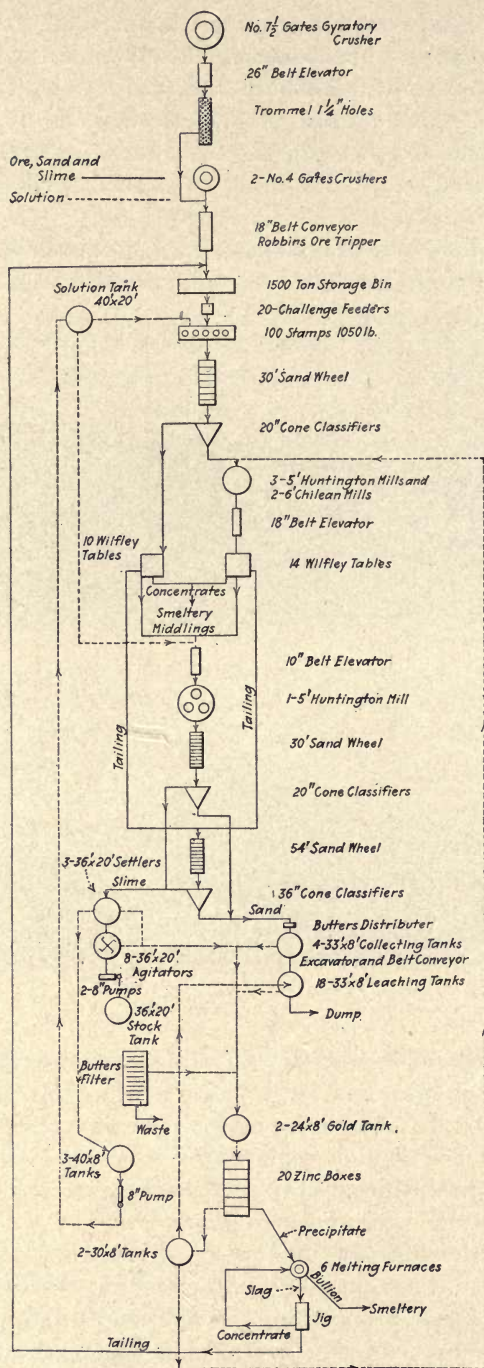 No. 7½ Gates Gyratory
Crusher
26" Belt Elevator
Trommel 1¼" Holes
Ore, Sand and
Slime
Solution
2-No. 4 Gates Crushers
18" Belt Conveyor
Robbins Ore Tripper
Solution Tank
40'x20'
1500 Ton Storage Bin
20-Challenge Feeders
100 Stamps 1050 lb.
30' Sand Wheel
20" Cone Classifiers
3-5' Huntington Mills and
2-6' Chilean Mills
18" Belt Elevator
10 Wilfley
Tables
14 Wilfley Tables
Concentrates
Smeltery
Middlings
10" Belt Elevator
1-5' Huntington Mill
Tailing
Tailing
30' Sand Wheel
20" Cone Classifiers
54' Sand Wheel
3-36'x20' Settlers
Slime
36" Cone Classifiers
Sand
Butters Distributer
4-33'x8' Collecting Tanks
Excavator and Belt Conveyor
8-36'x20'
Agitators
18-33'x8' Leaching Tanks
2-8" Pumps
36'x20'
Stock
Tank
Dump
Butters
Filter
Waste
2-24'x8' Gold Tank.
3-40'x8'
Tanks
20 Zinc Boxes
8" Pump
Precipitate
2-30'x8' Tanks
6 Melting Furnaces
Bullion
Slag
Smeltery
Jig
Concentrate
Tailing